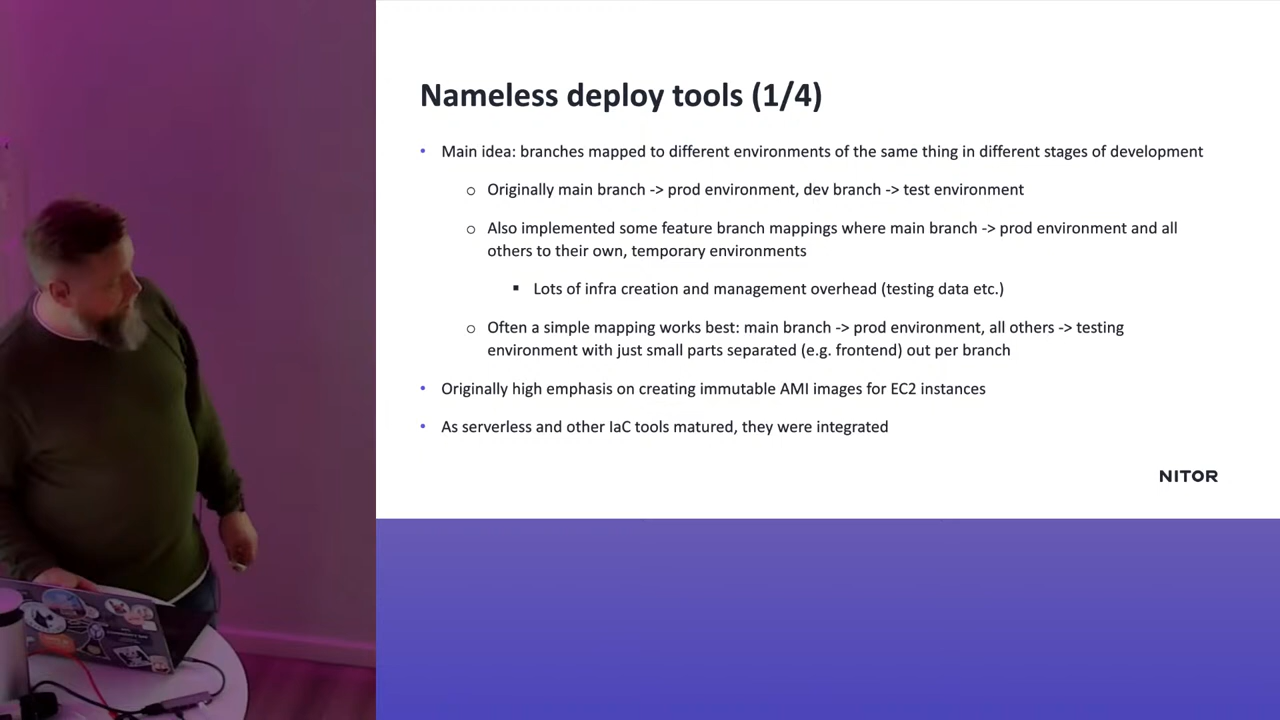 Nameless deploy tools (1/4)
• Main idea: branches mapped to different environments of the same thing in different stages of development
o Originally main branch -> prod environment, dev branch -> test environment
o Also implemented some feature branch mappings where main branch -> prod environment and all
others to their own, temporary environments
▪ Lots of infra creation and management overhead (testing data etc.)
o Often a simple mapping works best: main branch -> prod environment, all others -> testing
environment with just small parts separated (e.g. frontend) out per branch
• Originally high emphasis on creating immutable AMI images for EC2 instances
• As serverless and other IaC tools matured, they were integrated
NITOR